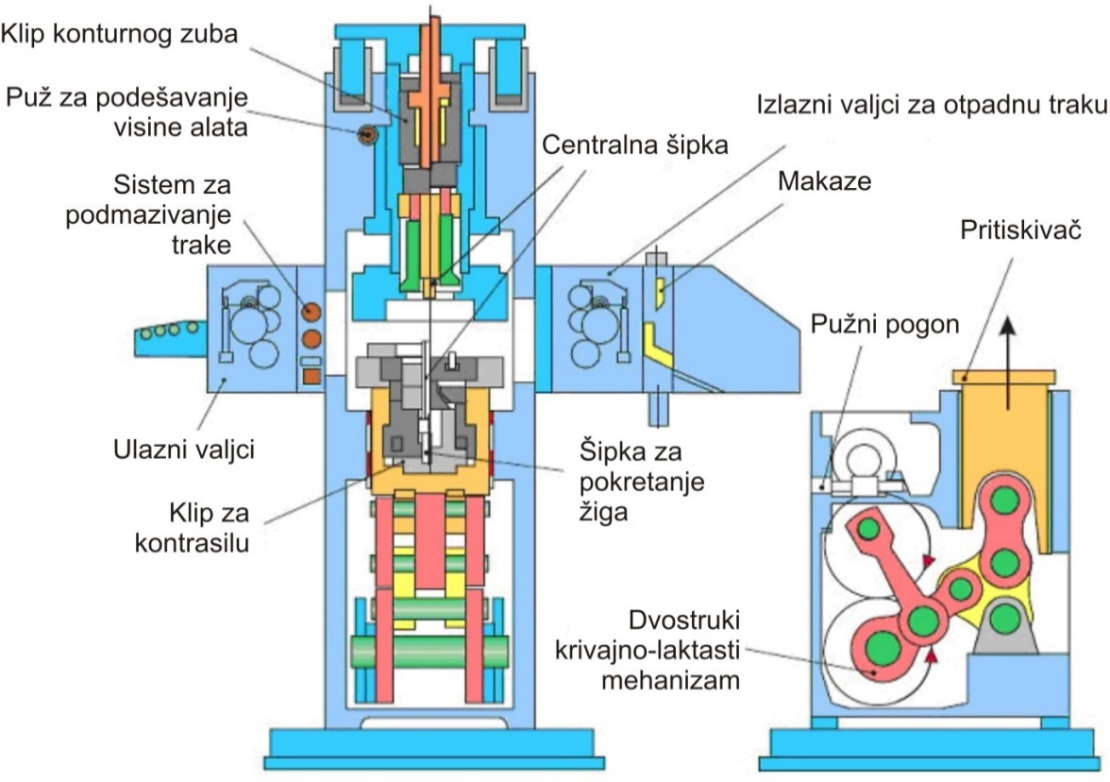 Klip konturnog zuba
Puž za podešavanje
visine alata
Sistem za
podmazivanje
trake
Centralna šipka
Izlazni valjci za otpadnu traku
Makaze
Pritiskivač
Pužni pogon
Ulazni valjci
Klip za
kontrasilu
Šipka za
pokretanje
žiga
Dvostruki
krivajno-laktasti
mehanizam